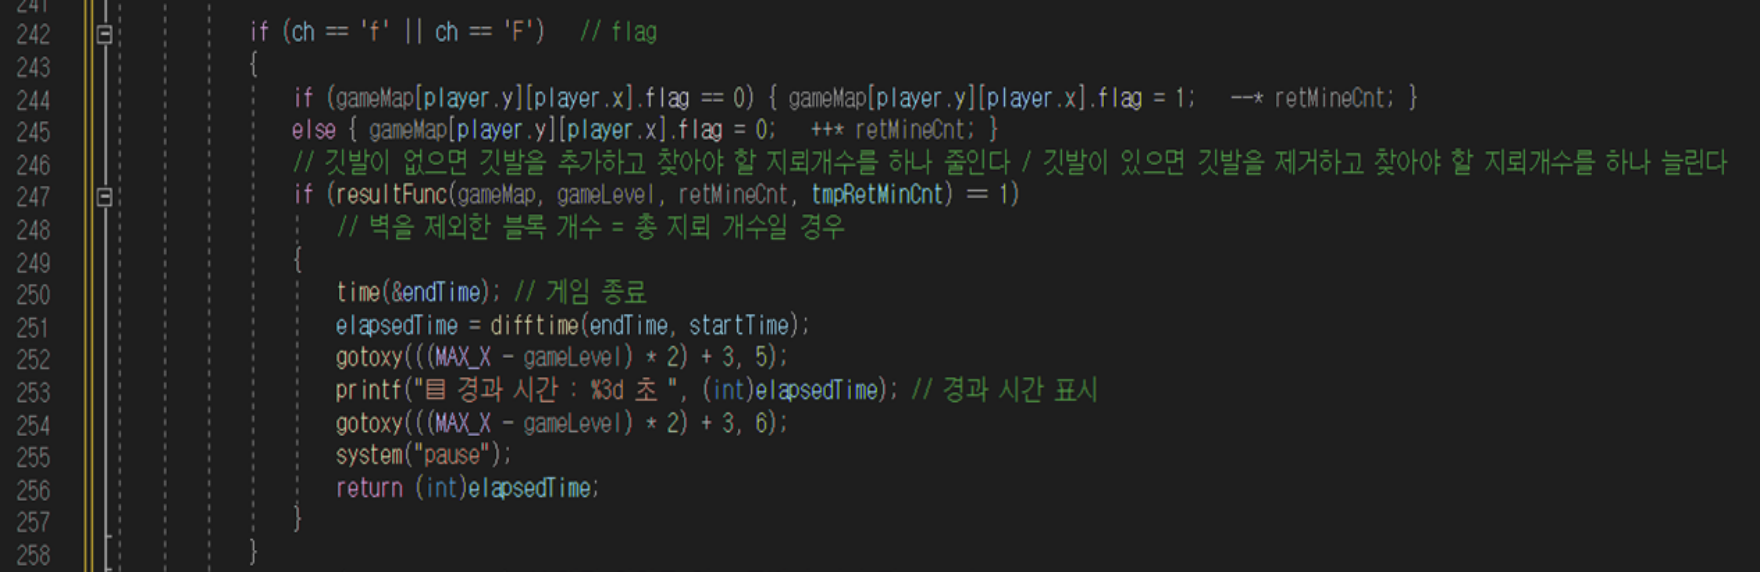 241
242 if (ch == 'f' || ch == 'F') // flag
243 {
244 if (gameMap[player.y][player.x].flag == 0) { gameMap[player.y][player.x].flag = 1; --* retMineCnt; }
245 else { gameMap[player.y][player.x].flag = 0; ++* retMineCnt; }
246 // 깃발이 없으면 깃발을 추가하고 찾아야 할 지뢰개수를 하나 줄인다 / 깃발이 있으면 깃발을 제거하고 찾아야 할 지뢰개수를 하나 늘린다
247 if (resultFunc(gameMap, gameLevel, retMineCnt, tmpRetMinCnt) == 1)
248 // 벽을 제외한 블록 개수 = 총 지뢰 개수일 경우
249 {
250 time(&endTime); // 게임 종료
251 elapsedTime = difftime(endTime, startTime);
252 gotoxy(((MAX_X - gameLevel) * 2) + 3, 5);
253 printf("▤ 경과 시간 : %3d 초 ", (int)elapsedTime); // 경과 시간 표시
254 gotoxy(((MAX_X - gameLevel) * 2) + 3, 6);
255 system("pause");
256 return (int)elapsedTime;
257 }
258 }